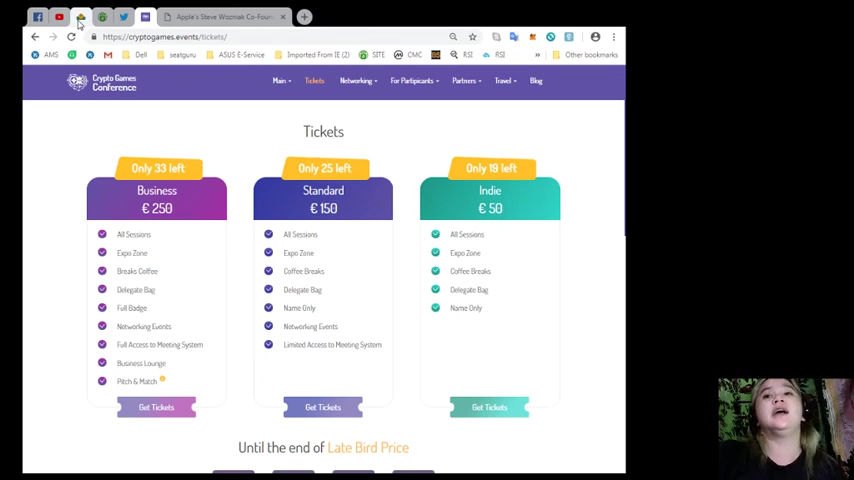 Apple's Steve Wozniak Co-Foun
https://cryptogames.events/tickets/
AMS
Dell
seatguru
ASUS E-Service
Imported From IE (2)
SITE
CMC
RSI
RSI
Other bookmarks
Crypto Games
Conference
Main
Tickets
Networking
For Partipicants
Partners
Travel
Blog
Tickets
Only 33 left
Business
€ 250
All Sessions
Expo Zone
Breaks Coffee
Delegate Bag
Full Badge
Networking Events
Full Access to Meeting System
Business Lounge
Pitch & Match
Get Tickets
Only 25 left
Standard
€ 150
All Sessions
Expo Zone
Coffee Breaks
Delegate Bag
Name Only
Networking Events
Limited Access to Meeting System
Get Tickets
Only 19 left
Indie
€ 50
All Sessions
Expo Zone
Coffee Breaks
Delegate Bag
Name Only
Get Tickets
Until the end of Late Bird Price